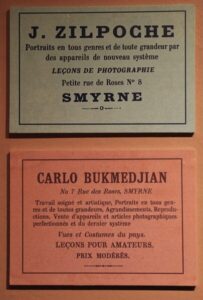 J. ZILPOCHE
Portraits en tous genres et de toute grandeur par
des appareils de nouveau système
LEÇONS DE PHOTOGRAPHIE
Petite rue de Roses Nº 8
SMYRNE
CARLO BUKMEDJIAN
No 7 Rue des Roses, SMYRNE
Travail soigné et artistique, Portraits en tous gen-
res et de toutes grandeurs, Agrandissements, Reproduc-
tions, Vente d'appareils et articles photographiques
perfectionnés et du dernier système
Vues et Costumes du pays.
LEÇONS POUR AMATEURS.
PRIX MODÉRÉS.